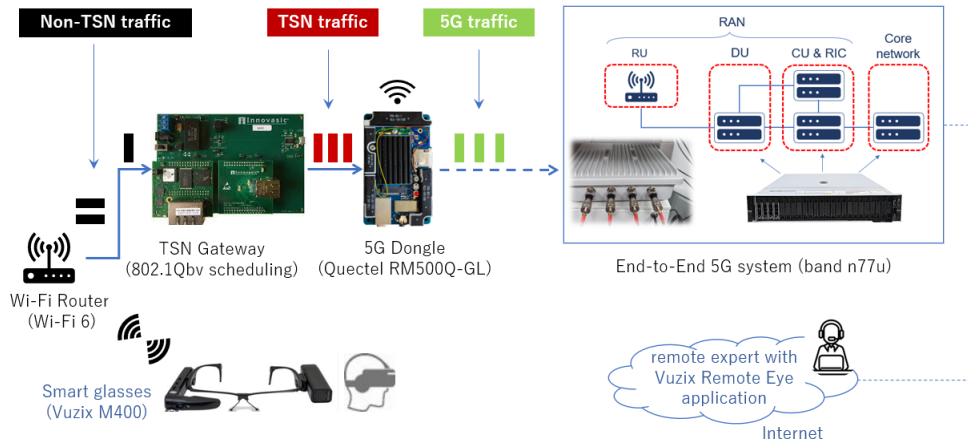 Non-TSN traffic
TSN traffic
5G traffic
RAN
RU
DU
CU & RIC
Core
network
Innovasic
TSN Gateway
(802.1Qbv scheduling)
5G Dongle
(Quectel RM500Q-GL)
End-to-End 5G system (band n77u)
Wi-Fi Router
(Wi-Fi 6)
Smart glasses
(Vuzix M400)
remote expert with
Vuzix Remote Eye
application
Internet